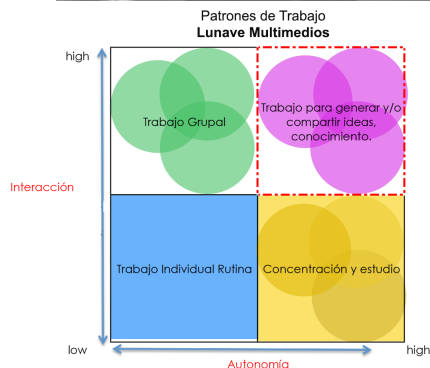 Patrones de Trabajo
Lunave Multimedios
high
Trabajo Grupal
Trabajo para generar y/o
compartir ideas,
conocimiento.
Interacción
Trabajo Individual Rutina
Concentración y estudio
low
high
Autonomía